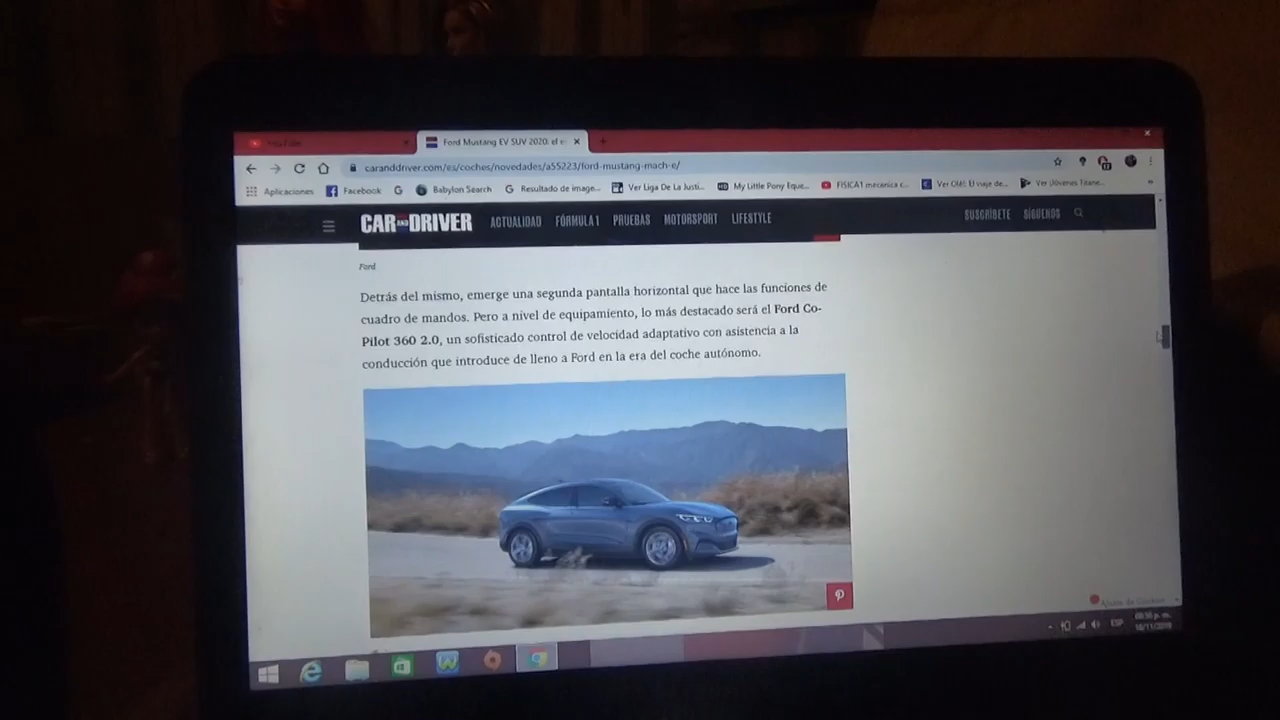 Ford Mustang EV SUV 2020: el e
caranddriver.com/es/coches/novedades/a55223/ford-mustang-mach-e/
Aplicaciones Facebook Babylon Search Resultado de image... Ver Liga De La Justi... My Little Pony Eque... FISICA1 mecanica c... Ver Olé! El viaje de... Ver Jóvenes Titane...
CAR AND DRIVER ACTUALIDAD FÓRMULA 1 PRUEBAS MOTORSPORT LIFESTYLE SUSCRÍBETE SÍGUENOS
Ford
Detrás del mismo, emerge una segunda pantalla horizontal que hace las funciones de
cuadro de mandos. Pero a nivel de equipamiento, lo más destacado será el Ford Co-
Pilot 360 2.0, un sofisticado control de velocidad adaptativo con asistencia a la
conducción que introduce de lleno a Ford en la era del coche autónomo.
ESP